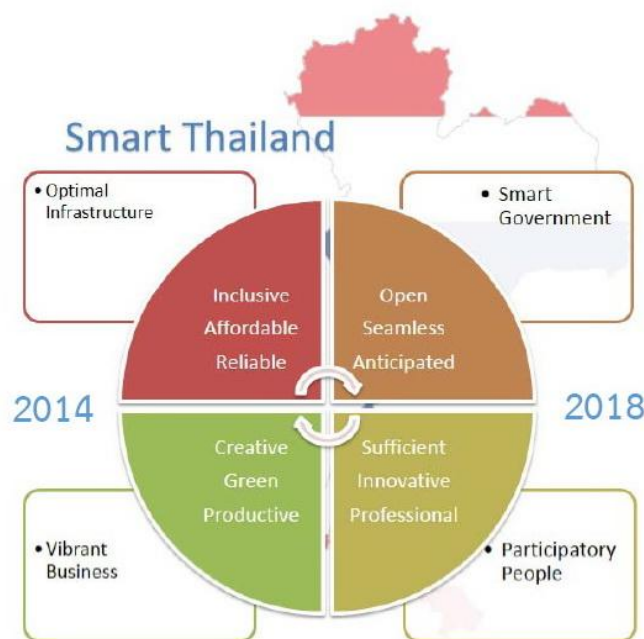 Smart Thailand
• Optimal
Infrastructure
• Smart
Government
Inclusive
Affordable
Reliable
Open
Seamless
Anticipated
2014
2018
Creative
Green
Productive
Sufficient
Innovative
Professional
• Vibrant
Business
• Participatory
People